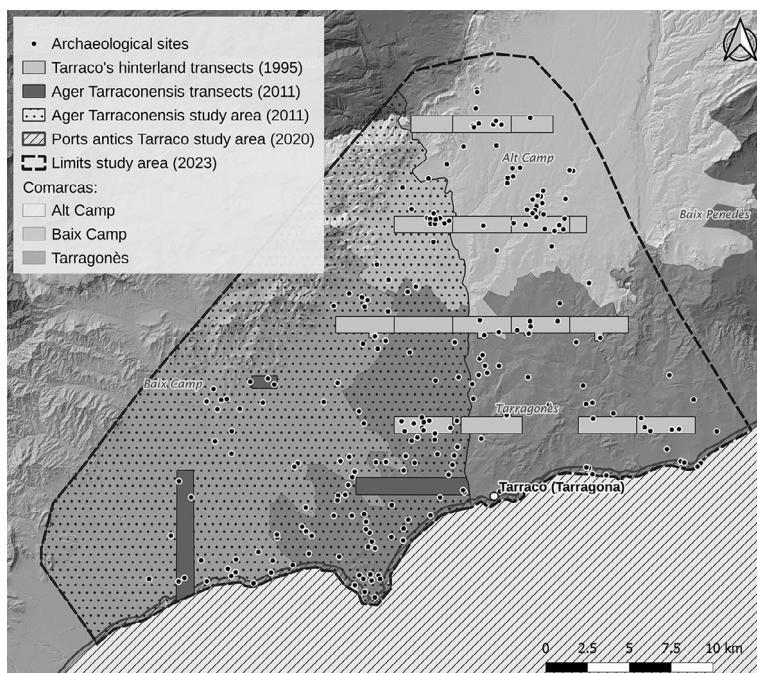 Archaeological sites
Tarraco's hinterland transects (1995)
Ager Tarraconensis transects (2011)
Ager Tarraconensis study area (2011)
Ports antics Tarraco study area (2020)
Limits study area (2023)
Comarcas:
Alt Camp
Baix Camp
Tarragonès
Alt Camp
Baix Penedès
Baix Camp
Tarragonès
Tarraco (Tarragona)
0 2.5 5 7.5 10 km